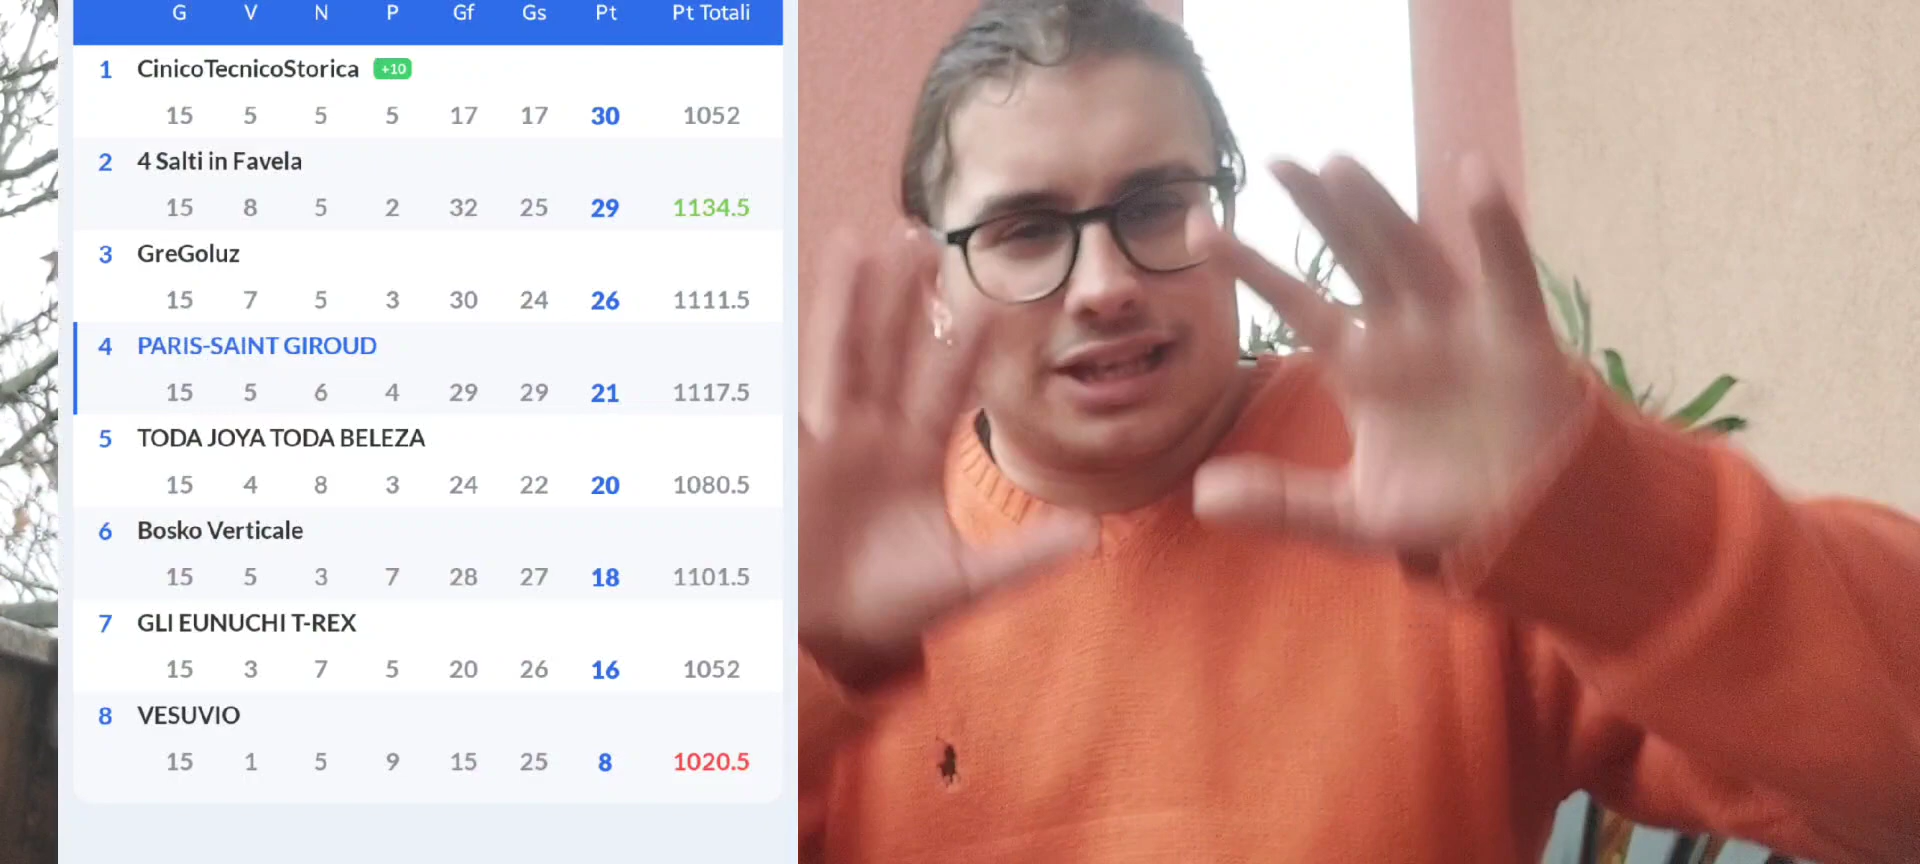 G V N P Gf Gs Pt Pt Totali
1 CinicoTecnicoStorica +10
15 5 5 5 17 17 30 1052
2 4 Salti in Favela
15 8 5 2 32 25 29 1134.5
3 GreGoluz
15 7 5 3 30 24 26 1111.5
4 PARIS-SAINT GIROUD
15 5 6 4 29 29 21 1117.5
5 TODA JOYA TODA BELEZA
15 4 8 3 24 22 20 1080.5
6 Bosko Verticale
15 5 3 7 28 27 18 1101.5
7 GLI EUNUCHI T-REX
15 3 7 5 20 26 16 1052
8 VESUVIO
15 1 5 9 15 25 8 1020.5